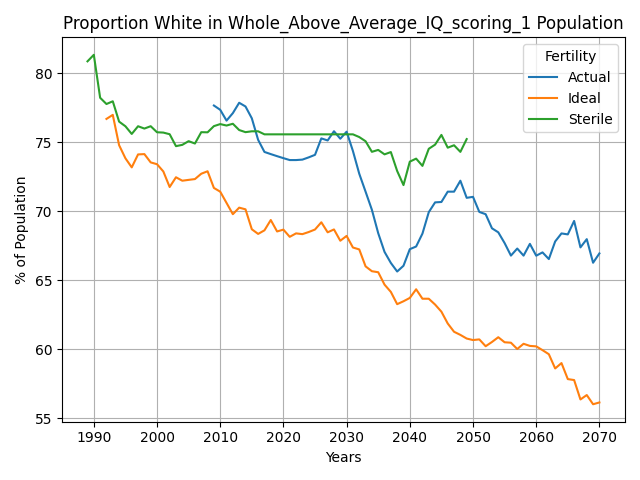 Proportion White in Whole_Above_Average_IQ_scoring_1 Population
Fertility
Actual
Ideal
Sterile
% of Population
80
75
70
65
60
55
1990 2000 2010 2020 2030 2040 2050 2060 2070
Years